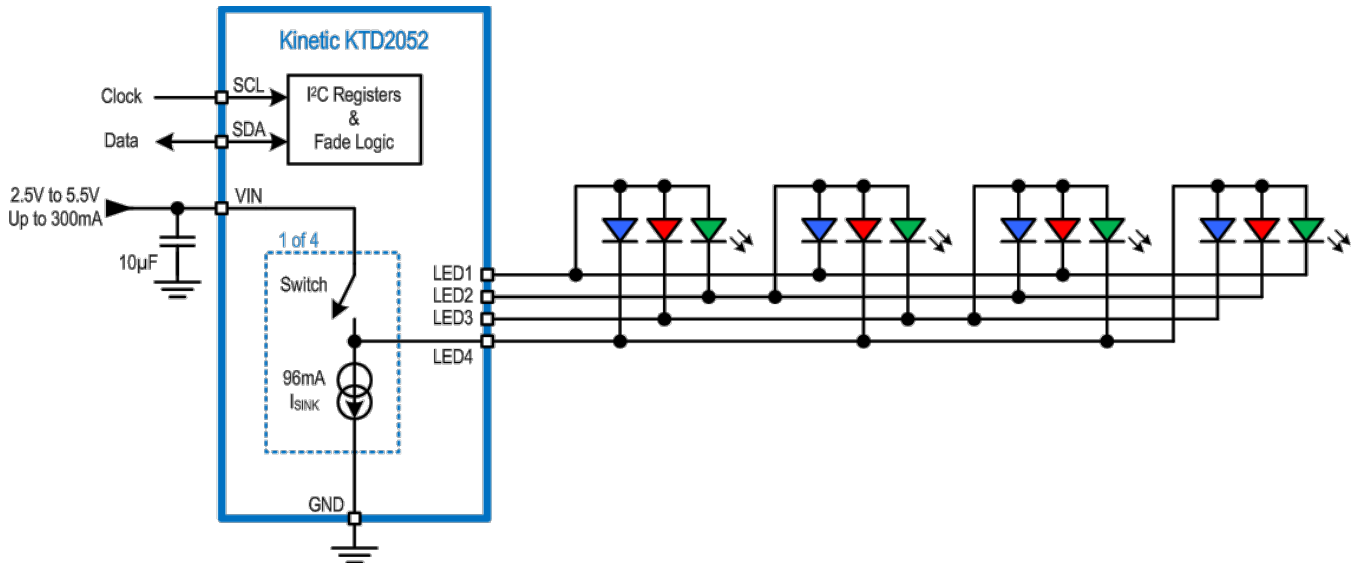 Kinetic KTD2052
Clock
SCL
I²C Registers
&
Fade Logic
Data
SDA
2.5V to 5.5V
Up to 300mA
VIN
10µF
1 of 4
Switch
LED1
LED2
LED3
LED4
96mA
I_SINK
GND